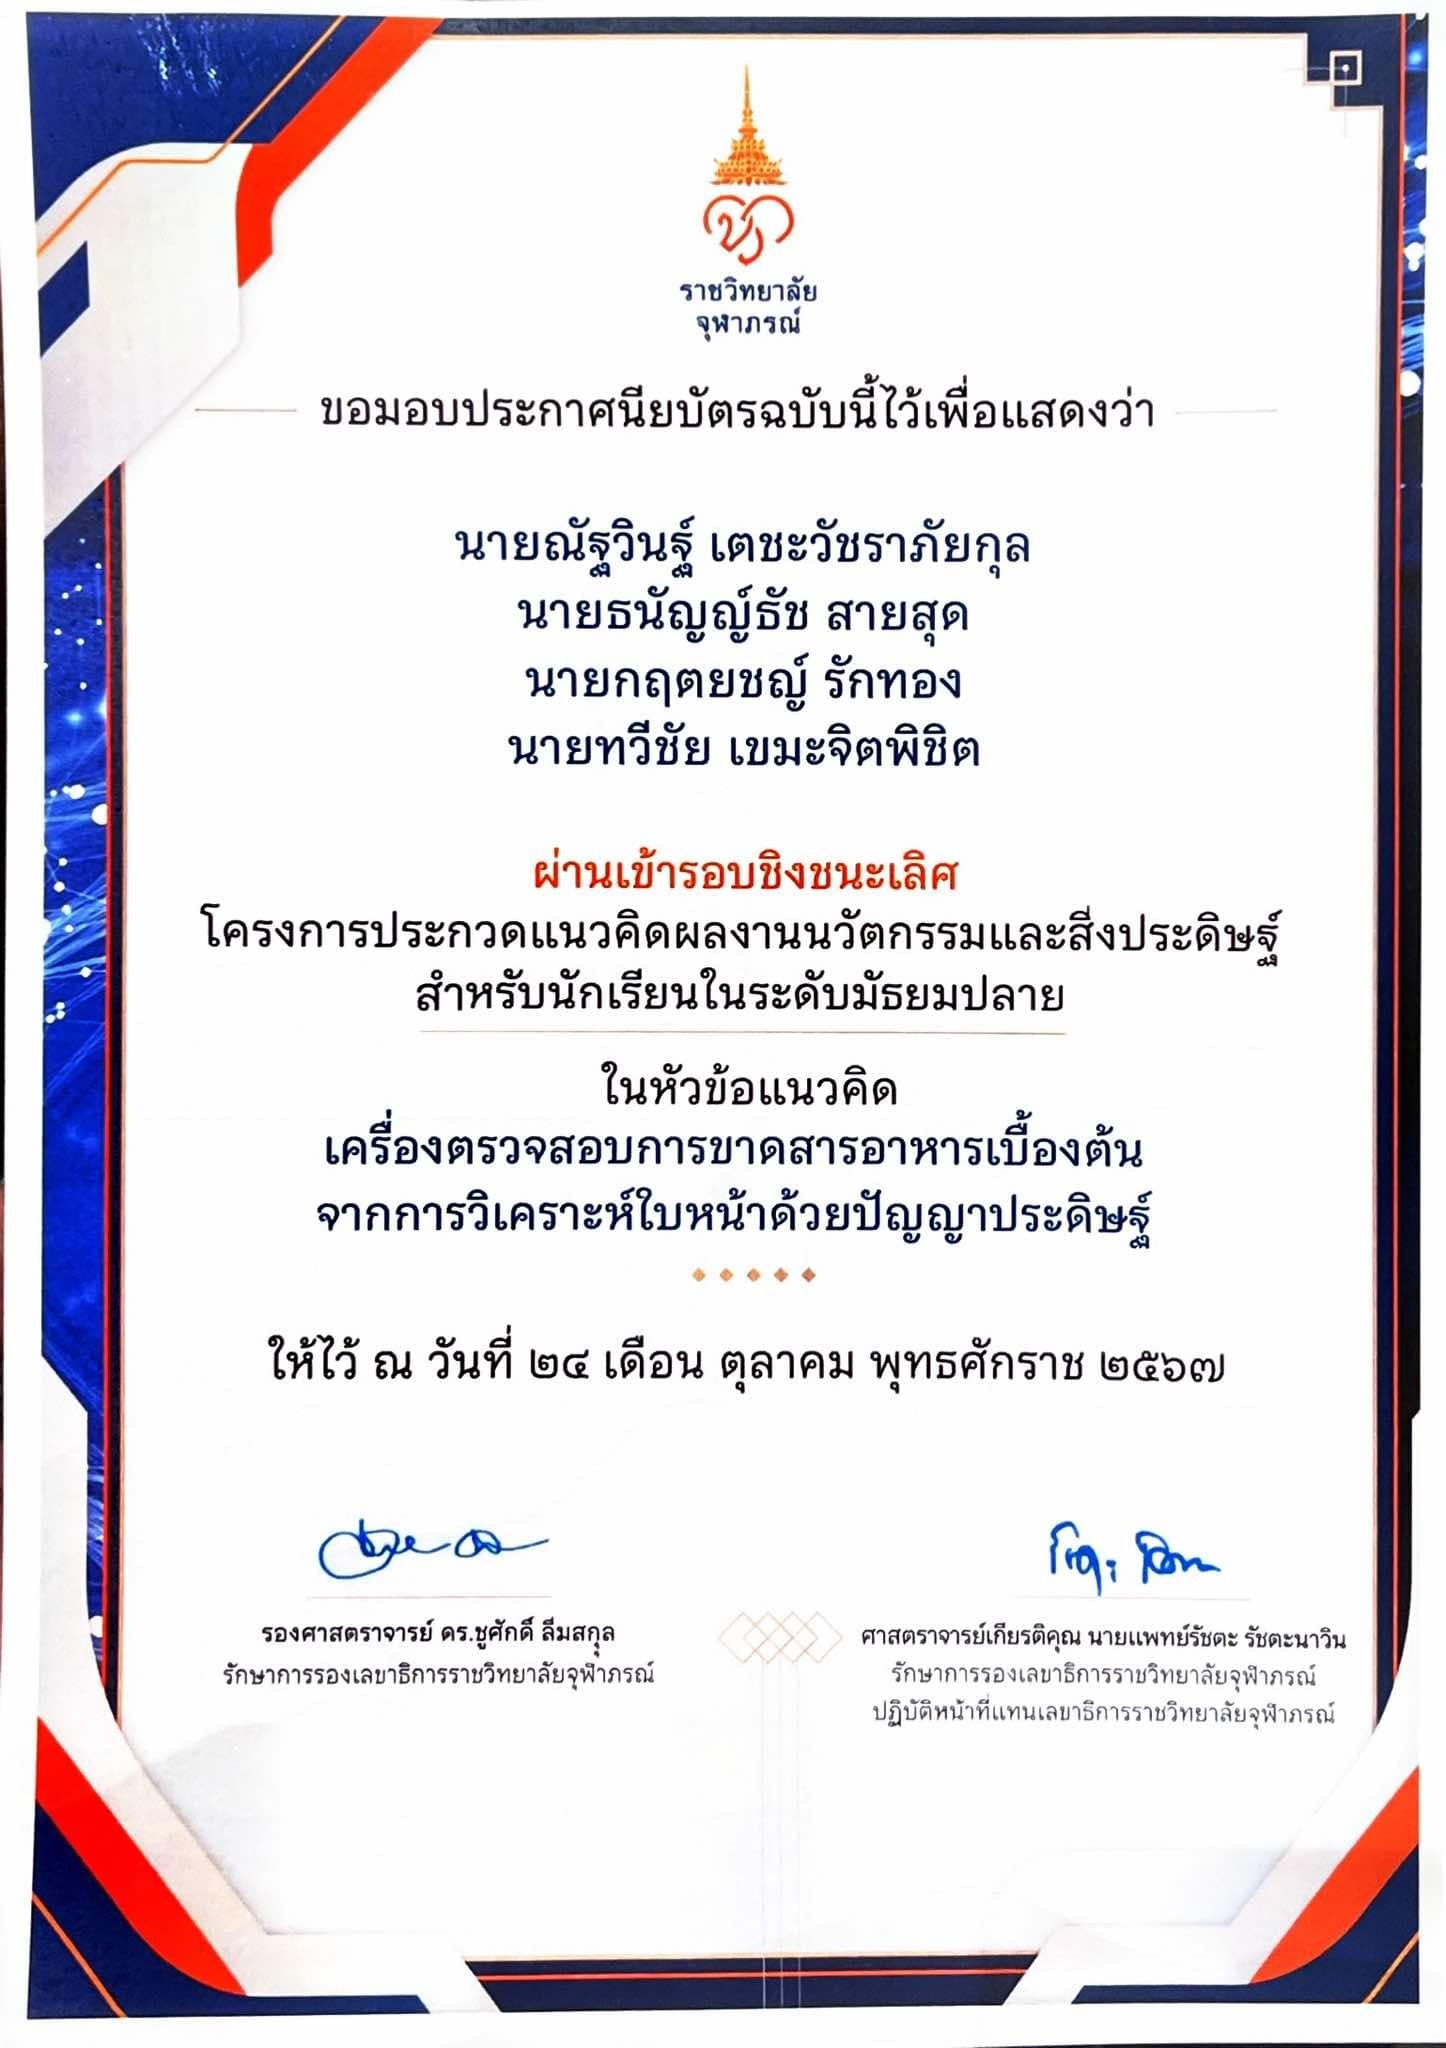 ราชวิทยาลัย
จุฬาภรณ์
ขอมอบประกาศนียบัตรฉบับนี้ไว้เพื่อแสดงว่า
นายณัฐวินฐ์ เตชะวัชราภัยกุล
นายธนัญญ์ธัช สายสุด
นายกฤตยชญ์ รักทอง
นายทวีชัย เขมะจิตพิชิต
ผ่านเข้ารอบชิงชนะเลิศ
โครงการประกวดแนวคิดผลงานนวัตกรรมและสิ่งประดิษฐ์
สำหรับนักเรียนในระดับมัธยมปลาย
ในหัวข้อแนวคิด
เครื่องตรวจสอบการขาดสารอาหารเบื้องต้น
จากการวิเคราะห์ใบหน้าด้วยปัญญาประดิษฐ์
ให้ไว้ ณ วันที่ ๒๔ เดือน ตุลาคม พุทธศักราช ๒๕๖๗
รองศาสตราจารย์ ดร.ชูศักดิ์ ลิ่มสกุล
รักษาการรองเลขาธิการราชวิทยาลัยจุฬาภรณ์
ศาสตราจารย์เกียรติคุณ นายแพทย์รัชตะ รัชตะนาวิน
รักษาการรองเลขาธิการราชวิทยาลัยจุฬาภรณ์
ปฏิบัติหน้าที่แทนเลขาธิการราชวิทยาลัยจุฬาภรณ์